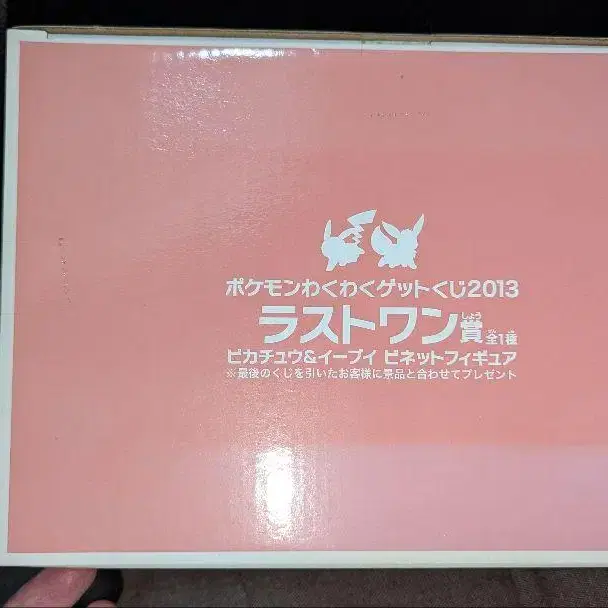 ポケモンわくわくゲットくじ2013
ラストワン賞 全1種
しょう
ピカチュウ&イーブイ ビネットフィギュア
※最後のくじを引いたお客様に景品と合わせてプレゼント